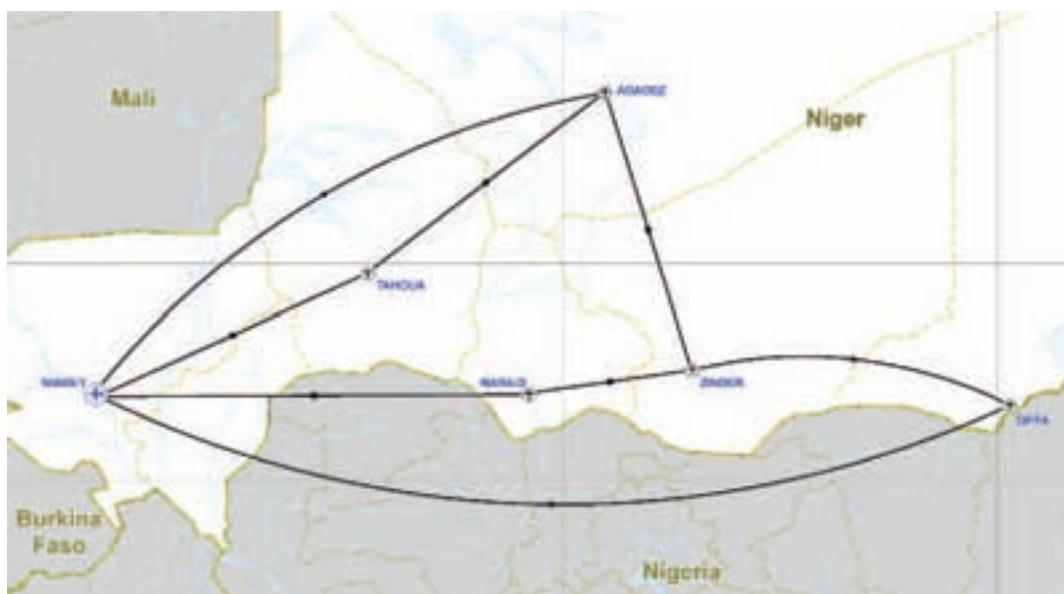 Mali
AGADEZ
Niger
TAHOUA
NIAMEY
MARADI
ZINDER
DIFFA
Burkina
Faso
Nigeria